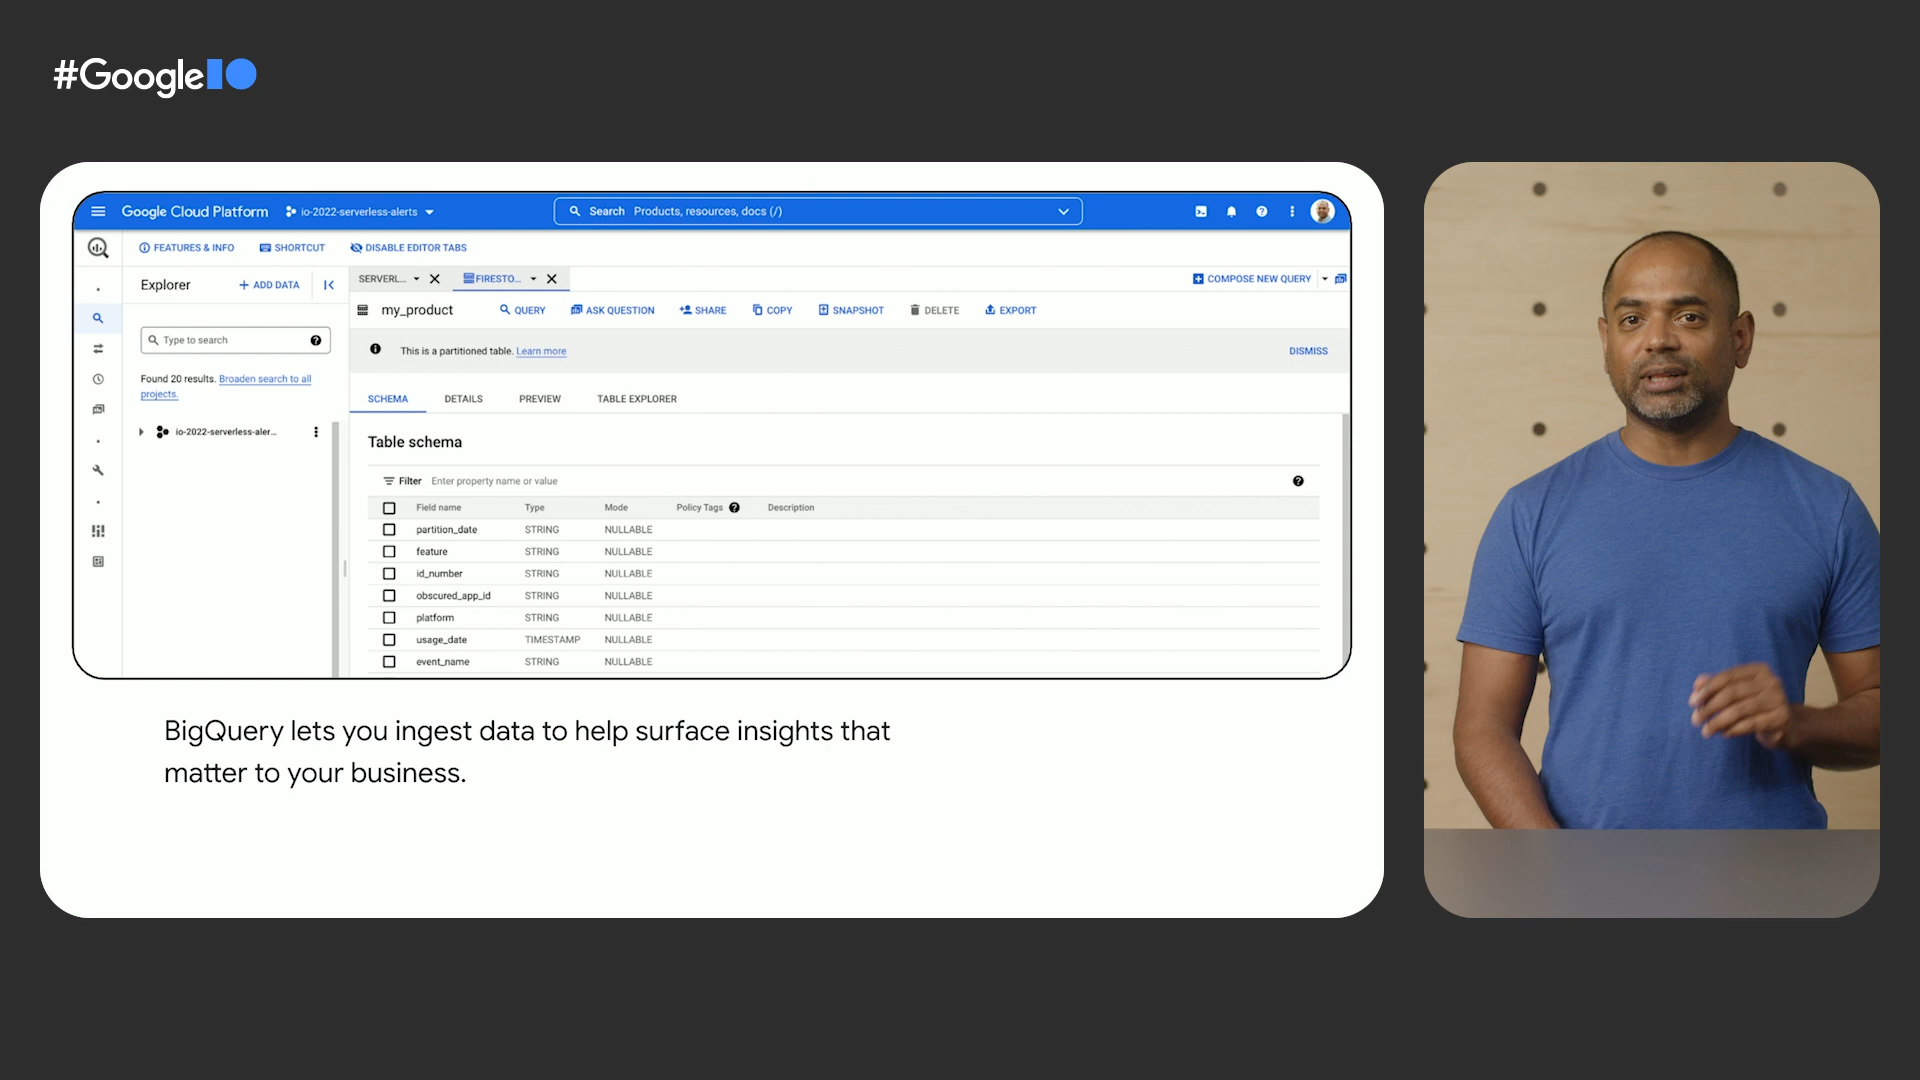 #GoogleIO
Google Cloud Platform io-2022-serverless-alerts Search Products, resources, docs (/)
FEATURES & INFO SHORTCUT DISABLE EDITOR TABS
Explorer + ADD DATA SERVERL... FIRESTO... COMPOSE NEW QUERY
my_product QUERY ASK QUESTION SHARE COPY SNAPSHOT DELETE EXPORT
Type to search
This is a partitioned table. Learn more DISMISS
Found 20 results. Broaden search to all
projects.
SCHEMA DETAILS PREVIEW TABLE EXPLORER
io-2022-serverless-aler...
Table schema
Filter Enter property name or value
Field name Type Mode Policy Tags Description
partition_date STRING NULLABLE
feature STRING NULLABLE
id_number STRING NULLABLE
obscured_app_id STRING NULLABLE
platform STRING NULLABLE
usage_date TIMESTAMP NULLABLE
event_name STRING NULLABLE
BigQuery lets you ingest data to help surface insights that
matter to your business.